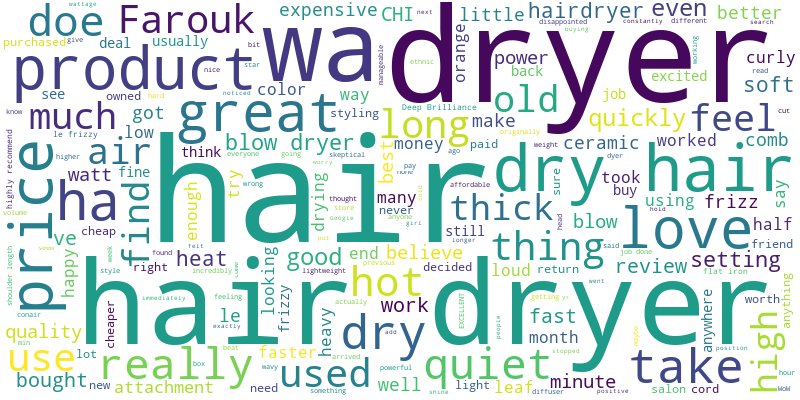 wattage
give
purchased
doe
Farouk
expensive
CHI
little
hairdryer
even
next
disappointed
constantly
buying
different
working
search
better
deal
usually
product
wa
dryer
bit
star
nice
noticed
manageable
orange
ethnic
power
back
excited
read
cut
curly
job
soft
see
owned
hard
color
way
much
got
great
styling
Deep Brilliance
old
quickly
feel
know
le frizzy
higher
highly recommend
low
air
blow dryer
think
everyone
going
skeptical
worry
long
money
make
originally
paid
weight
dyer
ceramic
worked
comb
watt
fine
best
pay
none
ago
took
buy
say
price
find
ha
hair
enough
try
drying
wrong
store
Google
thought
anyone
girl
many
never
affordable
dry
hair
sure
using
frizz
volume
cheap
put
still
thick
head
hold
blow
love
half
friend
shoulder length
ve
happy
heat
felt
good
end
believe
longer
thing
said
job done
setting
week
right
found
looking
loud
return
review
flat iron
style
cheaper
incredibly
lightweight
previous
hot
decided
went
anywhere
worth
anything
conair
exactly
immediately
feeling
frizzy
actually
work
getting
yr
quality
le
heavy
dry
EXCELLENT
people
fast
month
maybe
position
high
min
lot
faster
beat
wavy
arrived
add
stopped
use
really
used
quiet
take
hour
bought
new
attachment
box
need
something
shine
powerful
well
light
leaf
diffuser
minute
positive
salon
cord
WoW
hair dryer